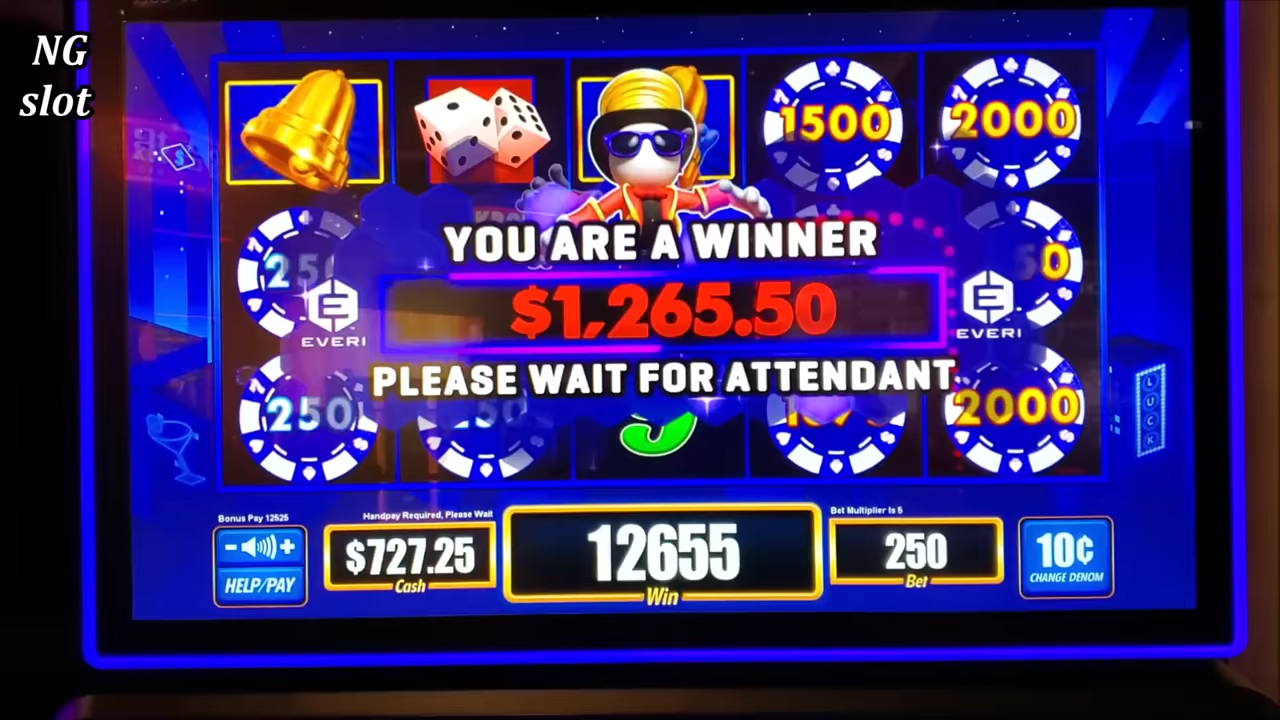 NG
slot
1500
2000
250
0
YOU ARE A WINNER
$1,265.50
EVERI
EVERI
PLEASE WAIT FOR ATTENDANT
250
2000
LUCK
Bonus Pay 12525
Handpay Required, Please Wait
Bet Multiplier Is 5
HELP/PAY
$727.25
Cash
12655
Win
250
Bet
10¢
CHANGE DENOM